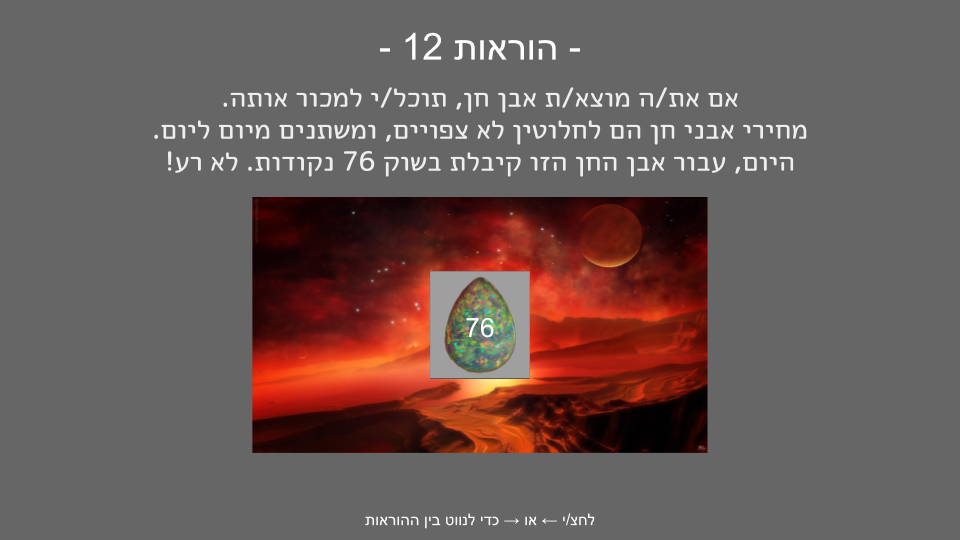 - הוראות 12 -
אם את/ה מוצא/ת אבן חן, תוכל/י למכור אותה.
מחירי אבני חן הם לחלוטין לא צפויים, ומשתנים מיום ליום.
היום, עבור אבן החן הזו קיבלת בשוק 76 נקודות. לא רע!
76
לחצ/י ← או → כדי לנווט בין ההוראות